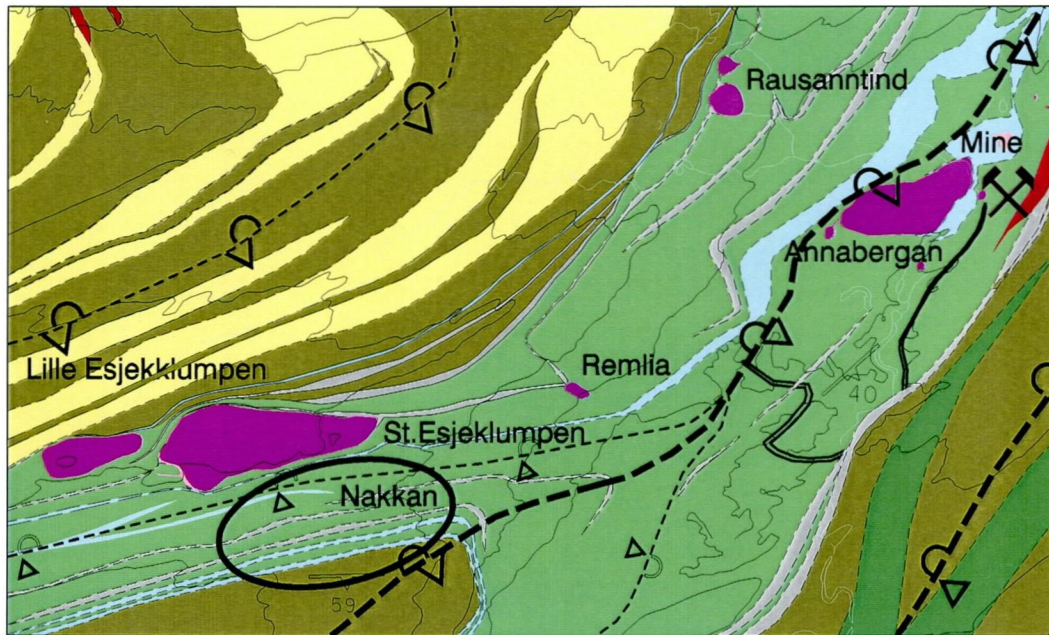 Rausanntind
Mine
Annabergan
Lille Esjekklumpen
Remlia
40
St.Esjeklumpen
Nakkan
59